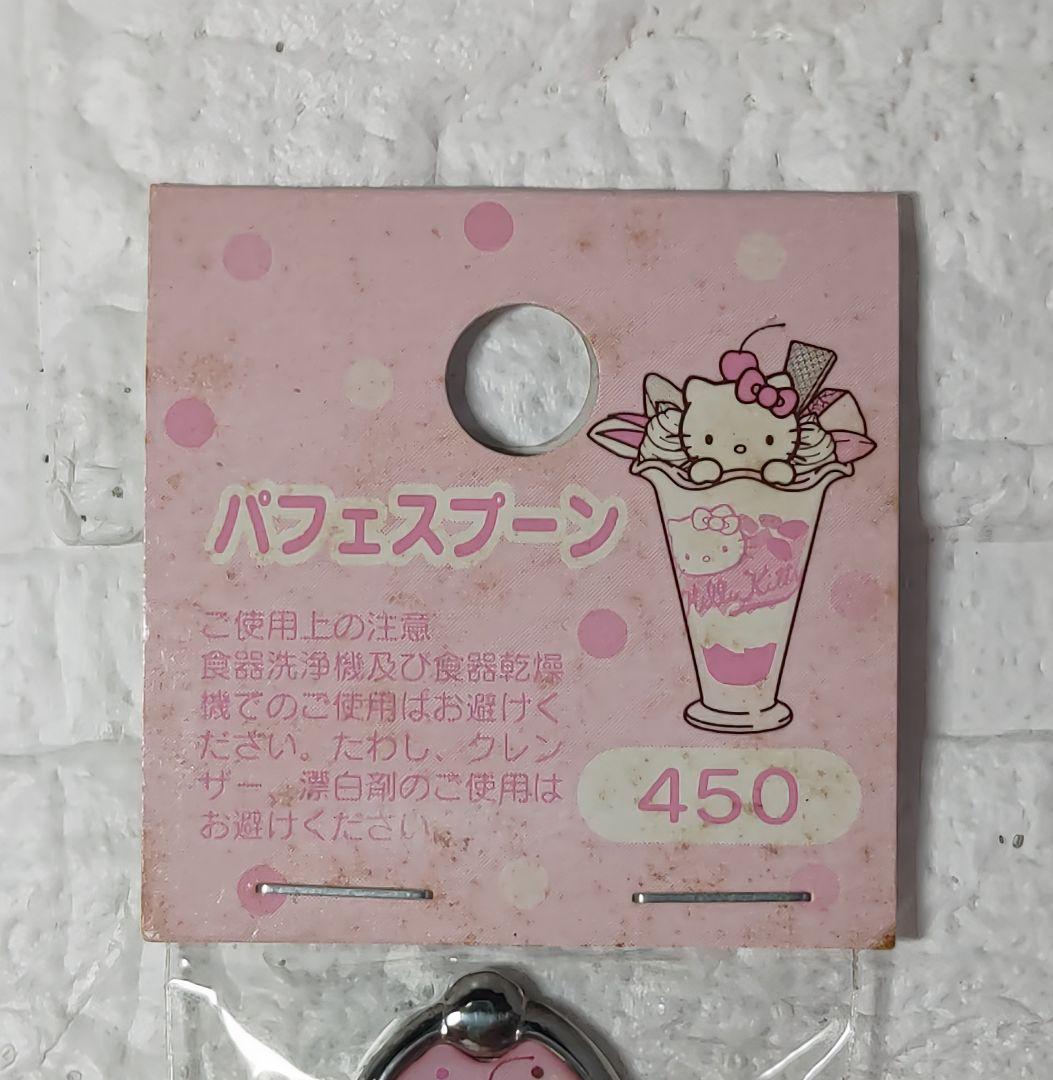 パフェスプーン
Hello Kitty
ご使用上の注意
食器洗浄機及び食器乾燥
機でのご使用はお避けく
ださい。たわし、クレン
ザー、漂白剤のご使用は
お避けください。
450